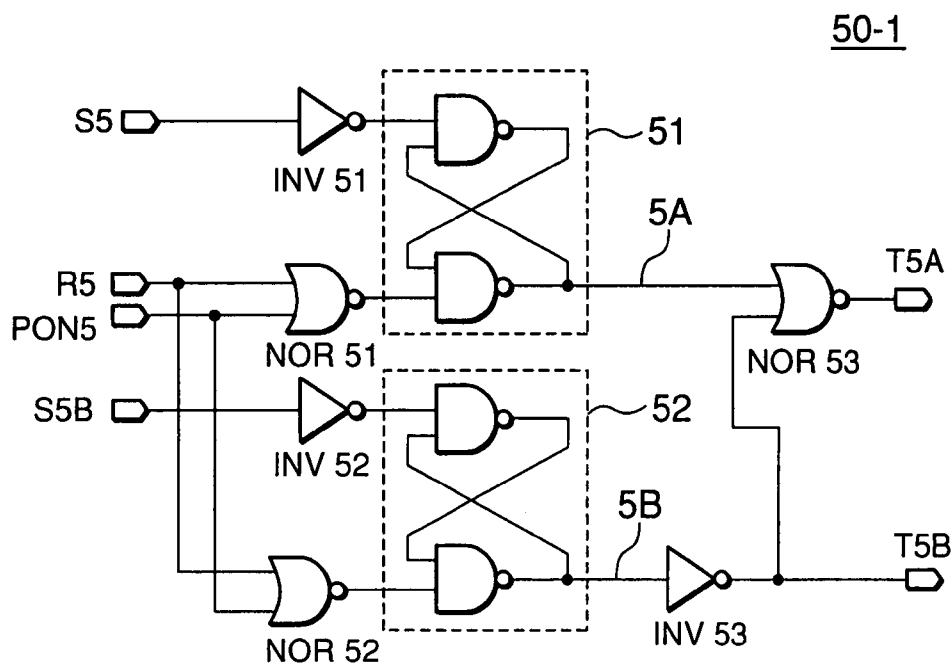 50-1
S5
INV 51
51
5A
T5A
R5
PON5
NOR 51
NOR 53
S5B
INV 52
52
5B
T5B
NOR 52
INV 53